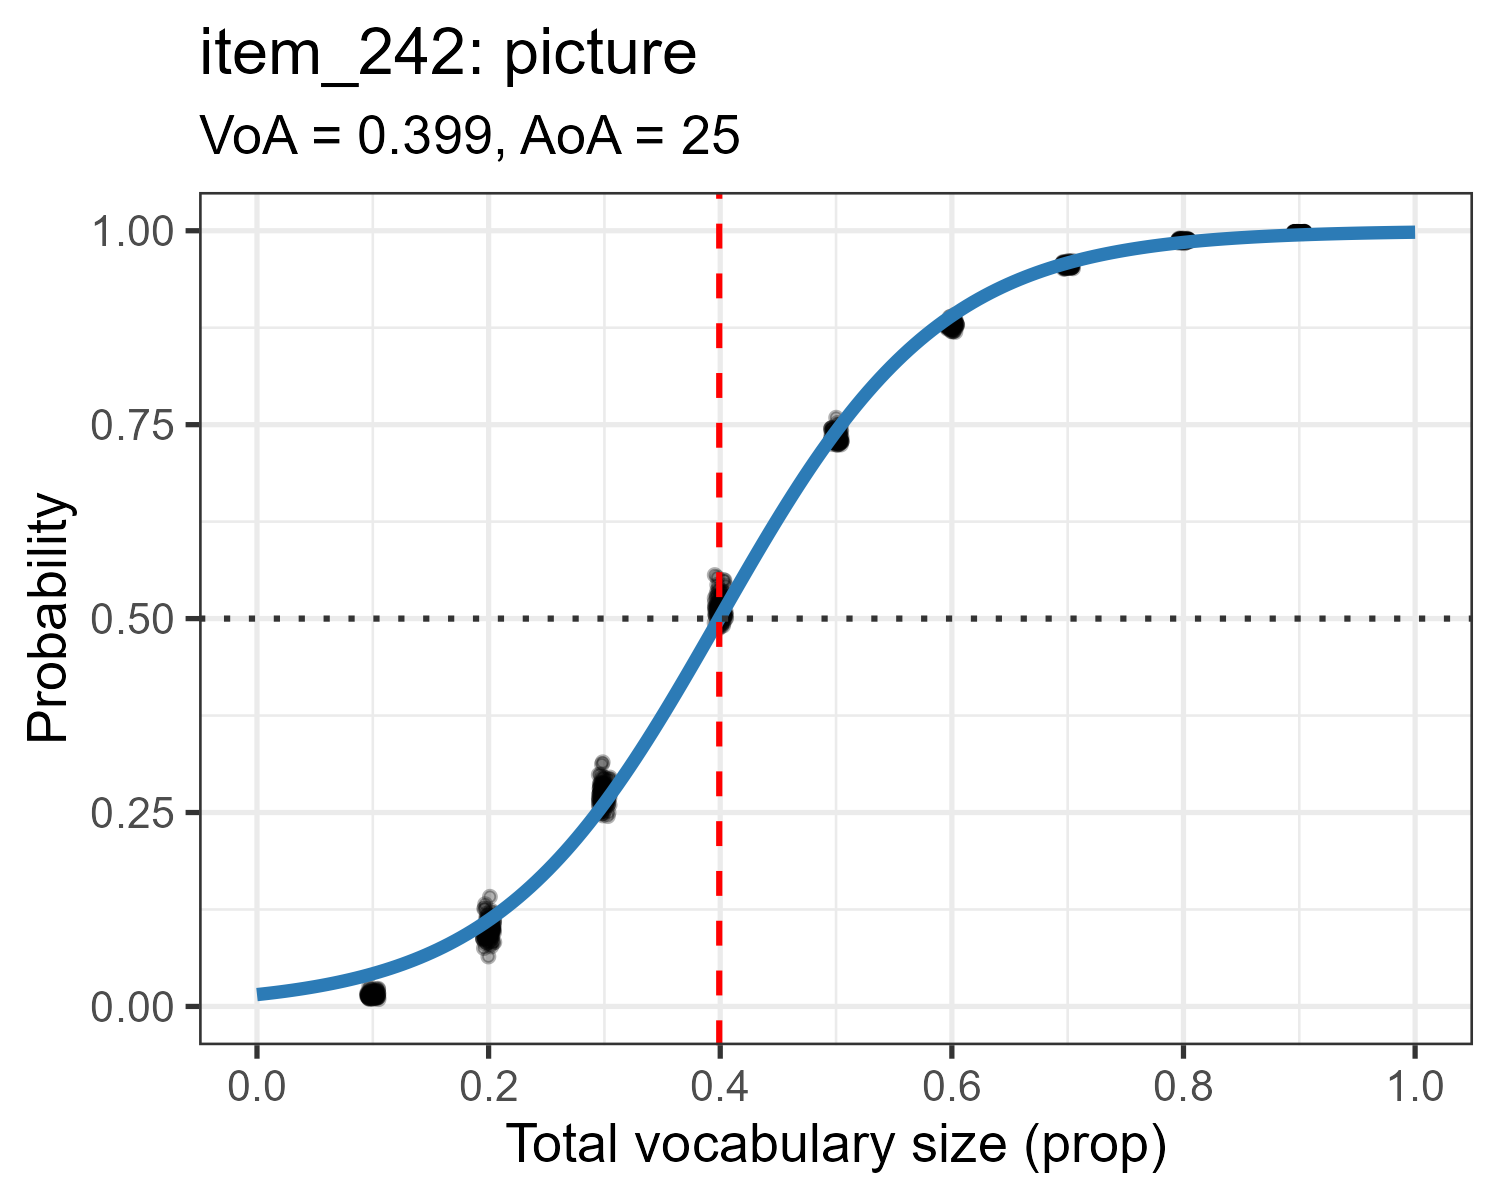 item_242: picture
VoA = 0.399, AoA = 25
1.00
0.75
0.50
0.25
0.00
Probability
0.0 0.2 0.4 0.6 0.8 1.0
Total vocabulary size (prop)